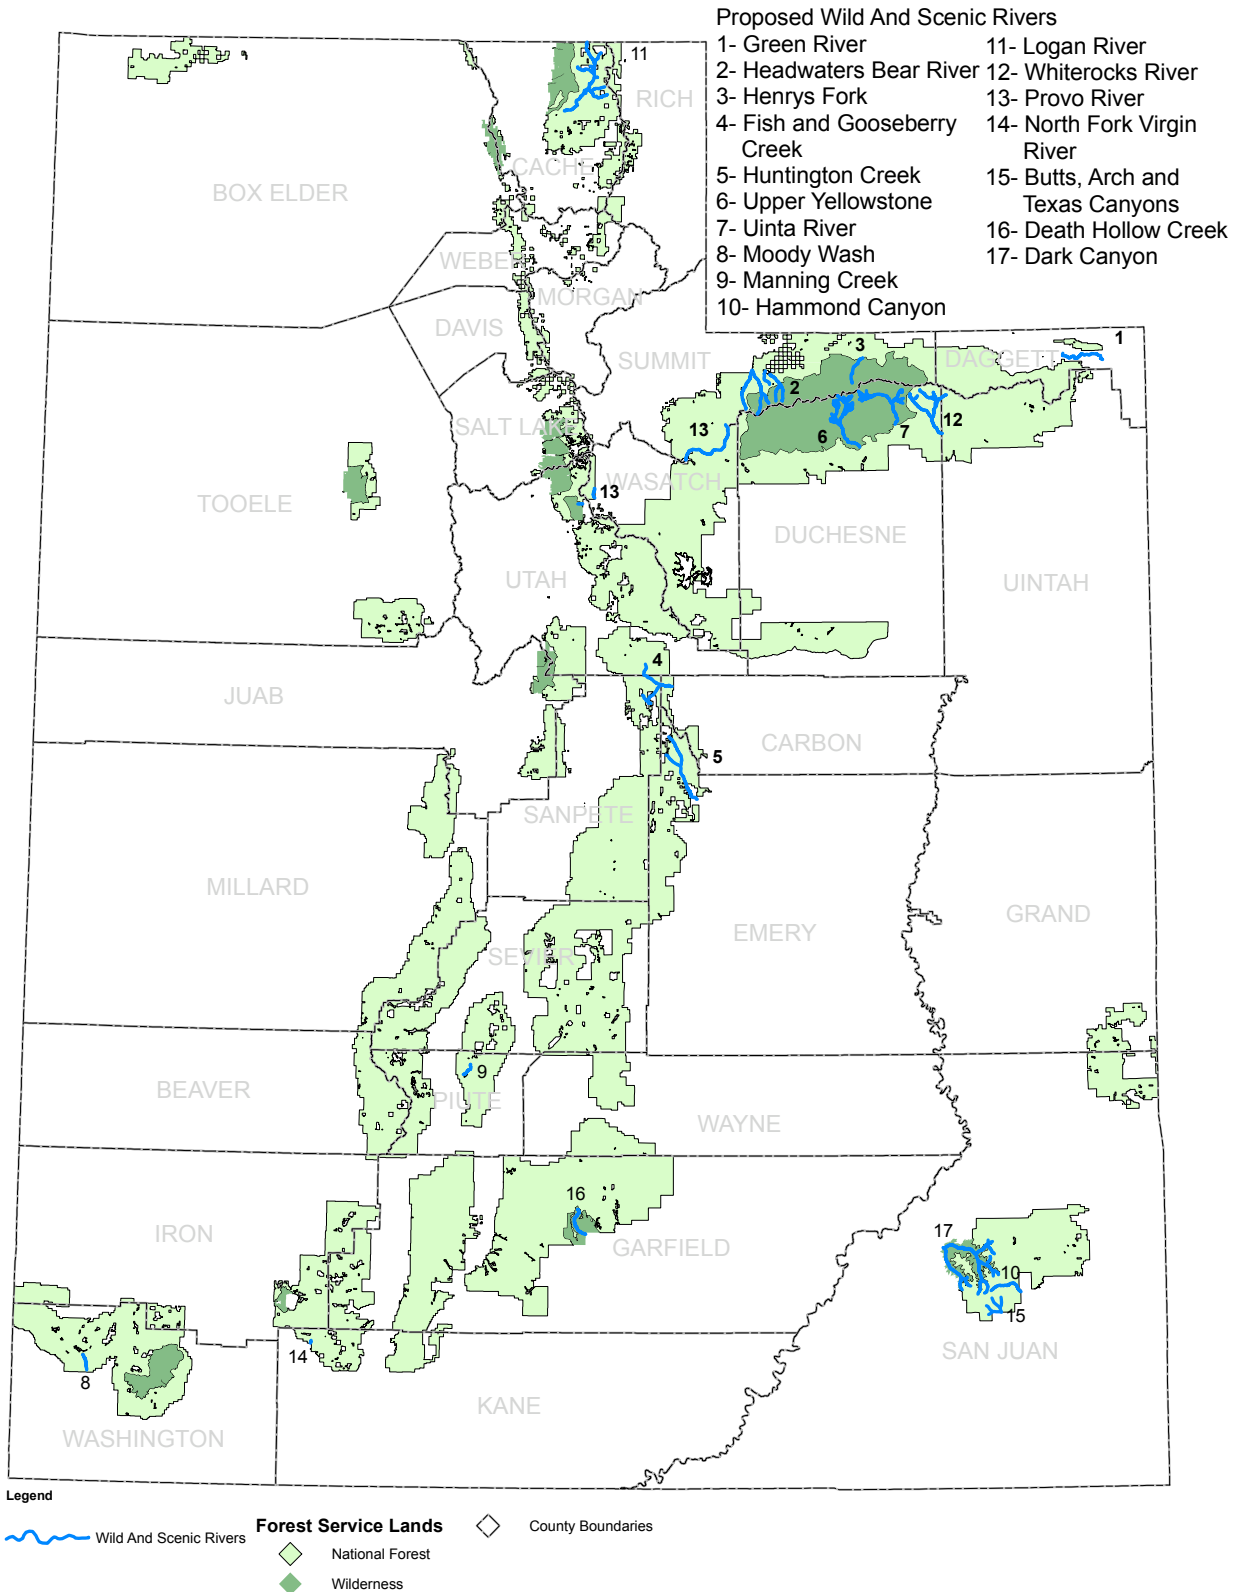 Proposed Wild And Scenic Rivers
1- Green River
2- Headwaters Bear River
3- Henrys Fork
4- Fish and Gooseberry
Creek
5- Huntington Creek
6- Upper Yellowstone
7- Uinta River
8- Moody Wash
9- Manning Creek
10- Hammond Canyon
11- Logan River
12- Whiterocks River
13- Provo River
14- North Fork Virgin
River
15- Butts, Arch and
Texas Canyons
16- Death Hollow Creek
17- Dark Canyon
11
RICH
CACHE
BOX ELDER
WEBER
MORGAN
DAVIS
SUMMIT
3
1
DAGGETT
2
SALT LAKE
13
6
7
12
WASATCH
13
TOOELE
DUCHESNE
UTAH
UINTAH
4
JUAB
CARBON
5
SANPETE
MILLARD
GRAND
EMERY
SEVIER
9
BEAVER
PIUTE
WAYNE
16
IRON
GARFIELD
17
10
15
SAN JUAN
14
8
KANE
WASHINGTON
Legend
Wild And Scenic Rivers
Forest Service Lands
National Forest
Wilderness
County Boundaries